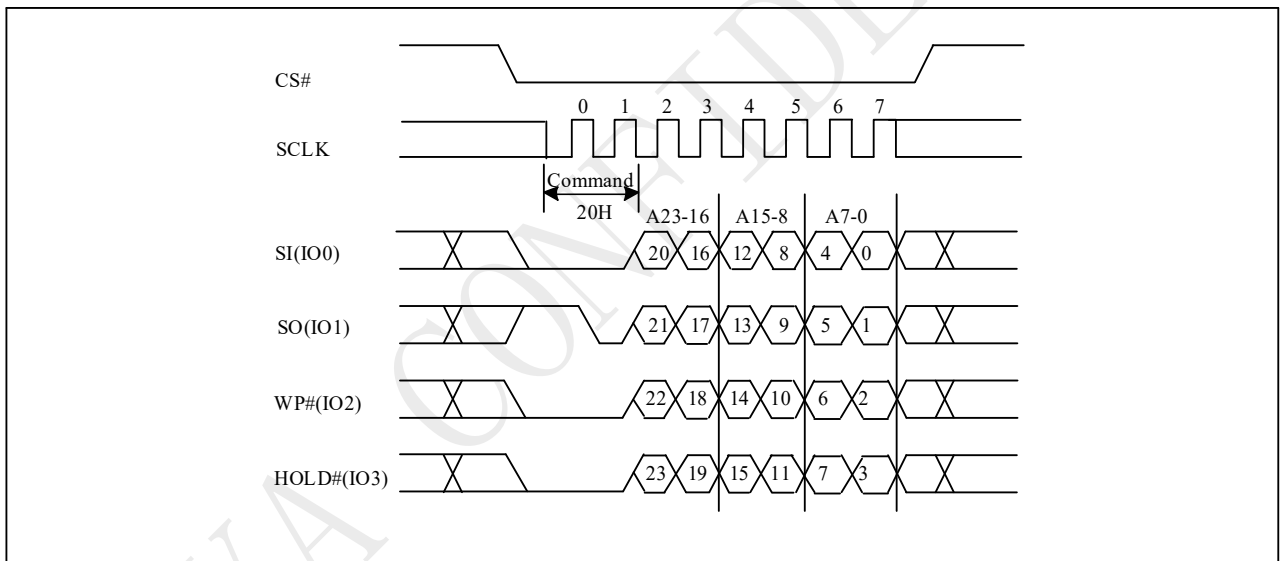 CS#
0 1 2 3 4 5 6 7
SCLK
Command
20H
A23-16 A15-8 A7-0
SI(IO0) 20 16 12 8 4 0
SO(IO1) 21 17 13 9 5 1
WP#(IO2) 22 18 14 10 6 2
HOLD#(IO3) 23 19 15 11 7 3